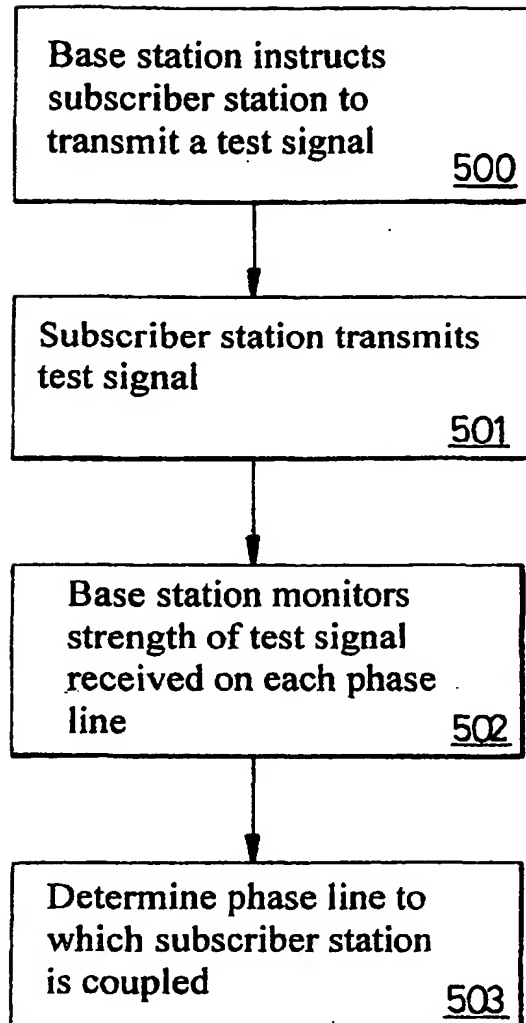 Base station instructs
subscriber station to
transmit a test signal
500
Subscriber station transmits
test signal
501
Base station monitors
strength of test signal
received on each phase
line
502
Determine phase line to
which subscriber station
is coupled
503